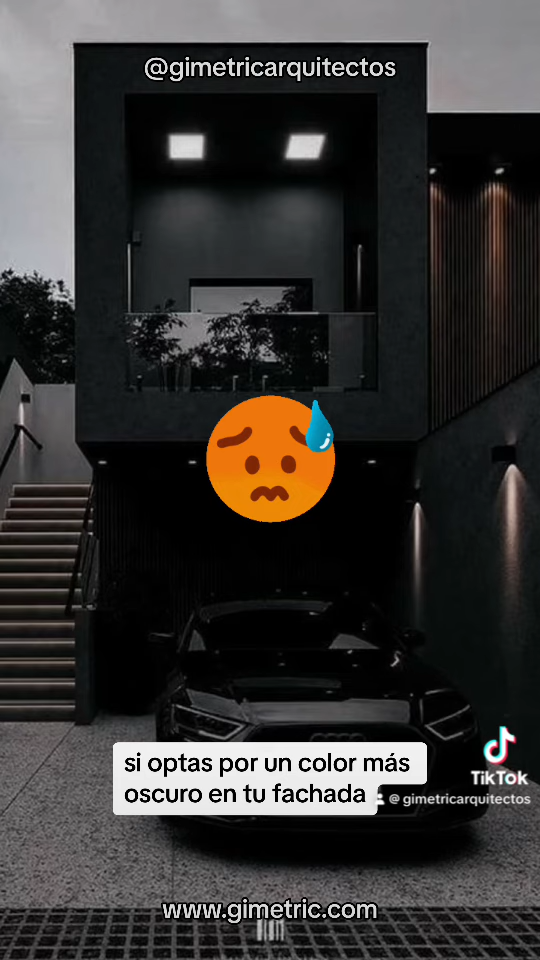 @gimetricarquitectos
si optas por un color más
oscuro en tu fachada
TikTok
@ gimetricarquitectos
www.gimetric.com